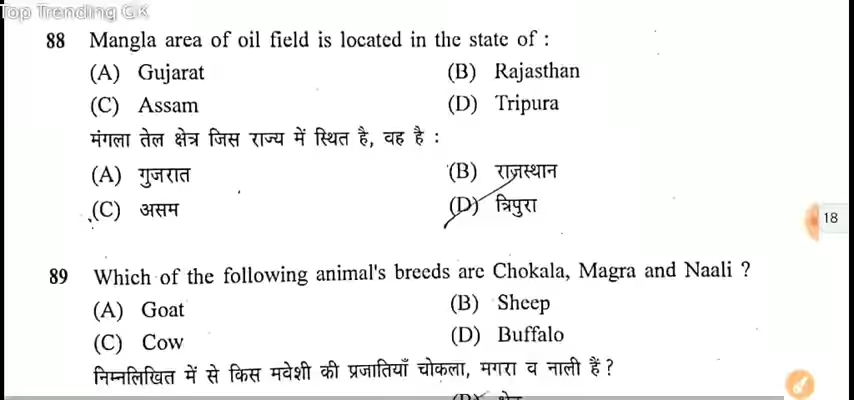 Top Trending G.K
88 Mangla area of oil field is located in the state of :
(A) Gujarat (B) Rajasthan
(C) Assam (D) Tripura
मंगला तेल क्षेत्र जिस राज्य में स्थित है, वह है :
(A) गुजरात (B) राजस्थान
(C) असम (D) त्रिपुरा
18
89 Which of the following animal's breeds are Chokala, Magra and Naali ?
(A) Goat (B) Sheep
(C) Cow (D) Buffalo
निम्नलिखित में से किस मवेशी की प्रजातियाँ चोकला, मगरा व नाली हैं ?